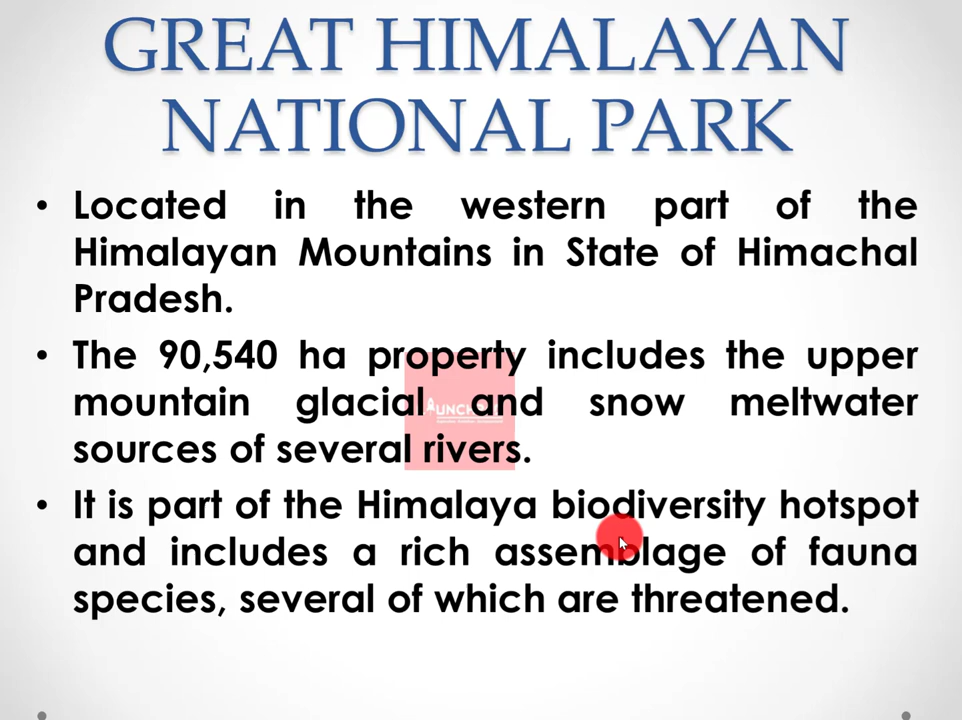 GREAT HIMALAYAN
NATIONAL PARK
• Located in the western part of the
Himalayan Mountains in State of Himachal
Pradesh.
• The 90,540 ha property includes the upper
mountain glacial and snow meltwater
sources of several rivers.
• It is part of the Himalaya biodiversity hotspot
and includes a rich assemblage of fauna
species, several of which are threatened.